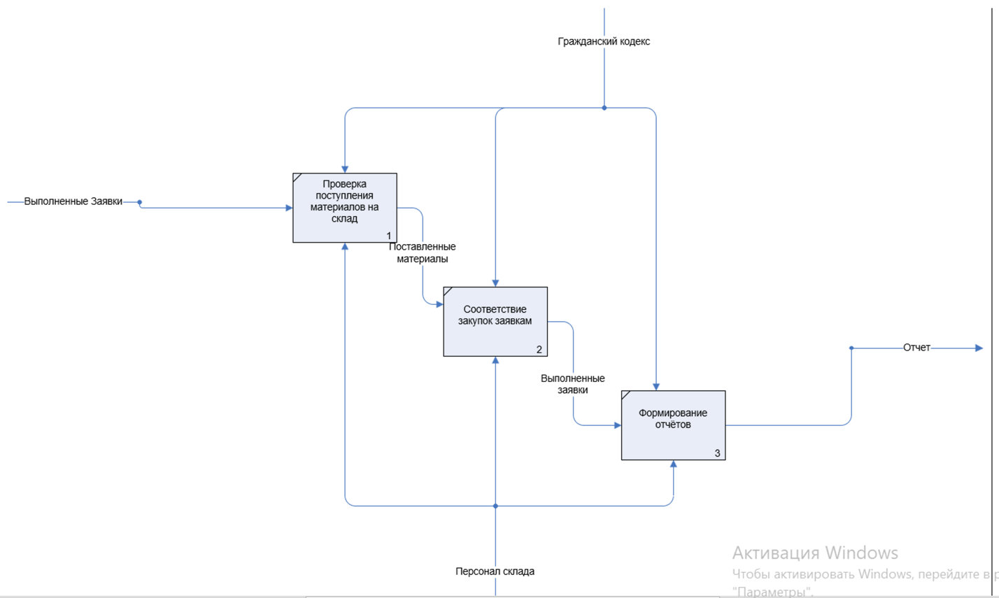 Гражданский кодекс
Выполненные Заявки
Проверка
поступления
материалов на
склад
1
Поставленные
материалы
Соответствие
закупок заявкам
2
Выполненные
заявки
Формирование
отчётов
3
Отчет
Персонал склада
Активация Windows
Чтобы активировать Windows, перейдите в р
"Параметры".